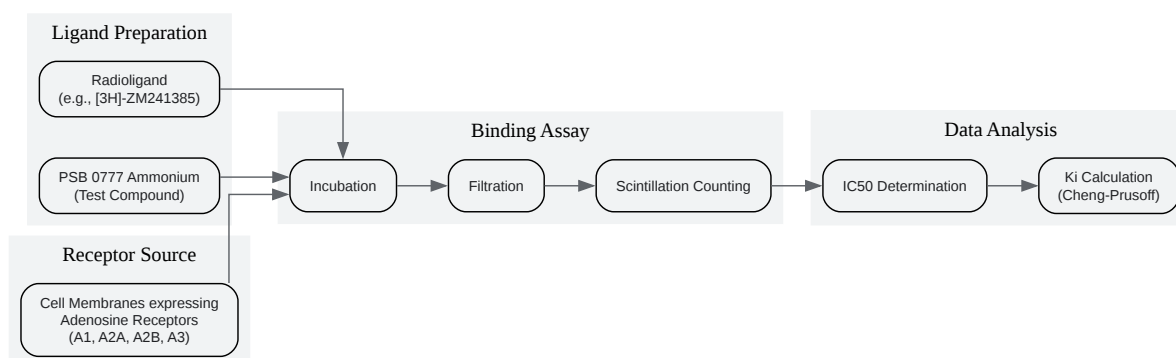 Ligand Preparation
Radioligand
(e.g., [3H]-ZM241385)
PSB 0777 Ammonium
(Test Compound)
Receptor Source
Cell Membranes expressing
Adenosine Receptors
(A1, A2A, A2B, A3)
Binding Assay
Incubation
Filtration
Scintillation Counting
Data Analysis
IC50 Determination
Ki Calculation
(Cheng-Prusoff)